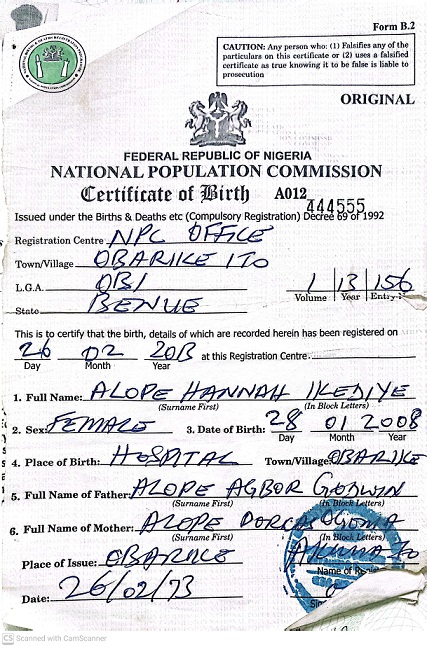 Form B.2
CAUTION: Any person who: (1) Falsifies any of the
particulars on this certificate or (2) uses a falsified
certificate as true knowing it to be false is liable to
prosecution
ORIGINAL
FEDERAL REPUBLIC OF NIGERIA
NATIONAL POPULATION COMMISSION
Certificate of Birth A012 444555
Issued under the Births & Deaths etc (Compulsory Registration) Decree 69 of 1992
Registration Centre NPC OFFICE
Town/Village OBARIKE ITO
L.G.A. OBI
State BENUE
1 13 156
Volume Year Entry
This is to certify that the birth, details of which are recorded herein has been registered on
26 02 2013 at this Registration Centre
Day Month Year
1. Full Name: ALOPE HANNAH IKEDIYE
(Surname First) (In Block Letters)
2. Sex: FEMALE 3. Date of Birth: 28 01 2008
Day Month Year
4. Place of Birth: HOSPITAL Town/Village: OBARIKE
5. Full Name of Father: ALOPE AGBOR GODWIN
(Surname First) (In Block Letters)
6. Full Name of Mother: ALOPE DORCAS OGONIA
(Surname First) (In Block Letters)
Place of Issue: OBARIKE
Name of
Date: 26/02/13
CS Scanned with CamScanner